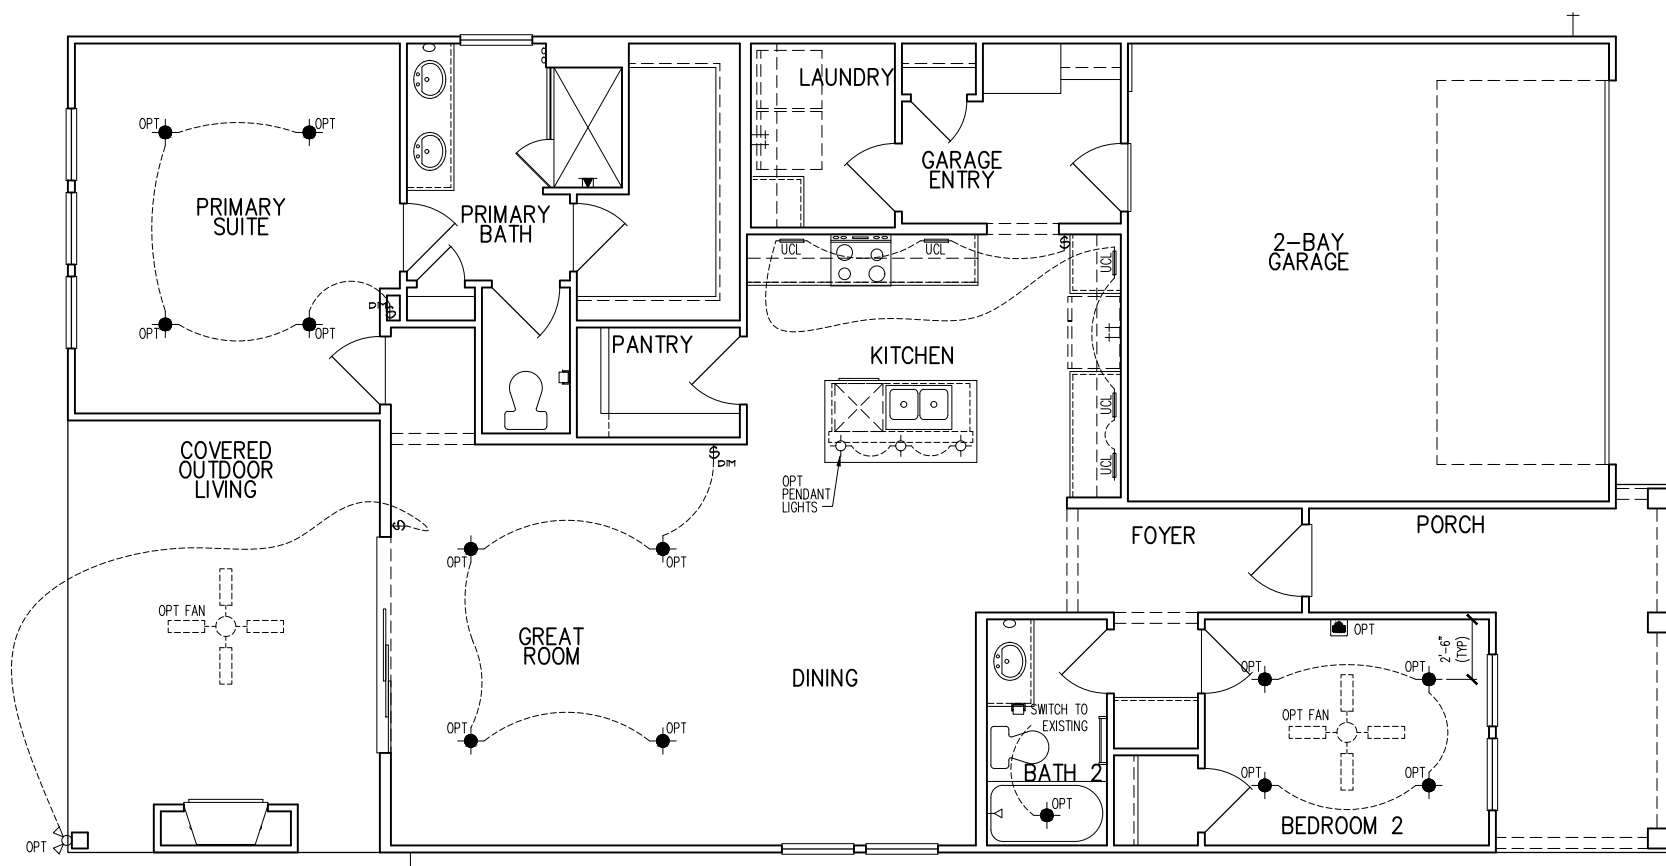 LAUNDRY
OPT
OPT
GARAGE
ENTRY
PRIMARY
SUITE
PRIMARY
BATH
2-BAY
GARAGE
UCL
UCL
UCL
DIM
$
$
OPT
OPT
PANTRY
KITCHEN
UCL
COVERED
OUTDOOR
LIVING
$
DIM
UCL
OPT
PENDANT
LIGHTS
$
FOYER
PORCH
OPT
OPT
OPT FAN
GREAT
ROOM
OPT
2'-6"
(TYP)
DINING
OPT
OPT
SWITCH TO
EXISTING
OPT FAN
OPT
OPT
BATH 2
OPT
OPT
OPT
BEDROOM 2
OPT